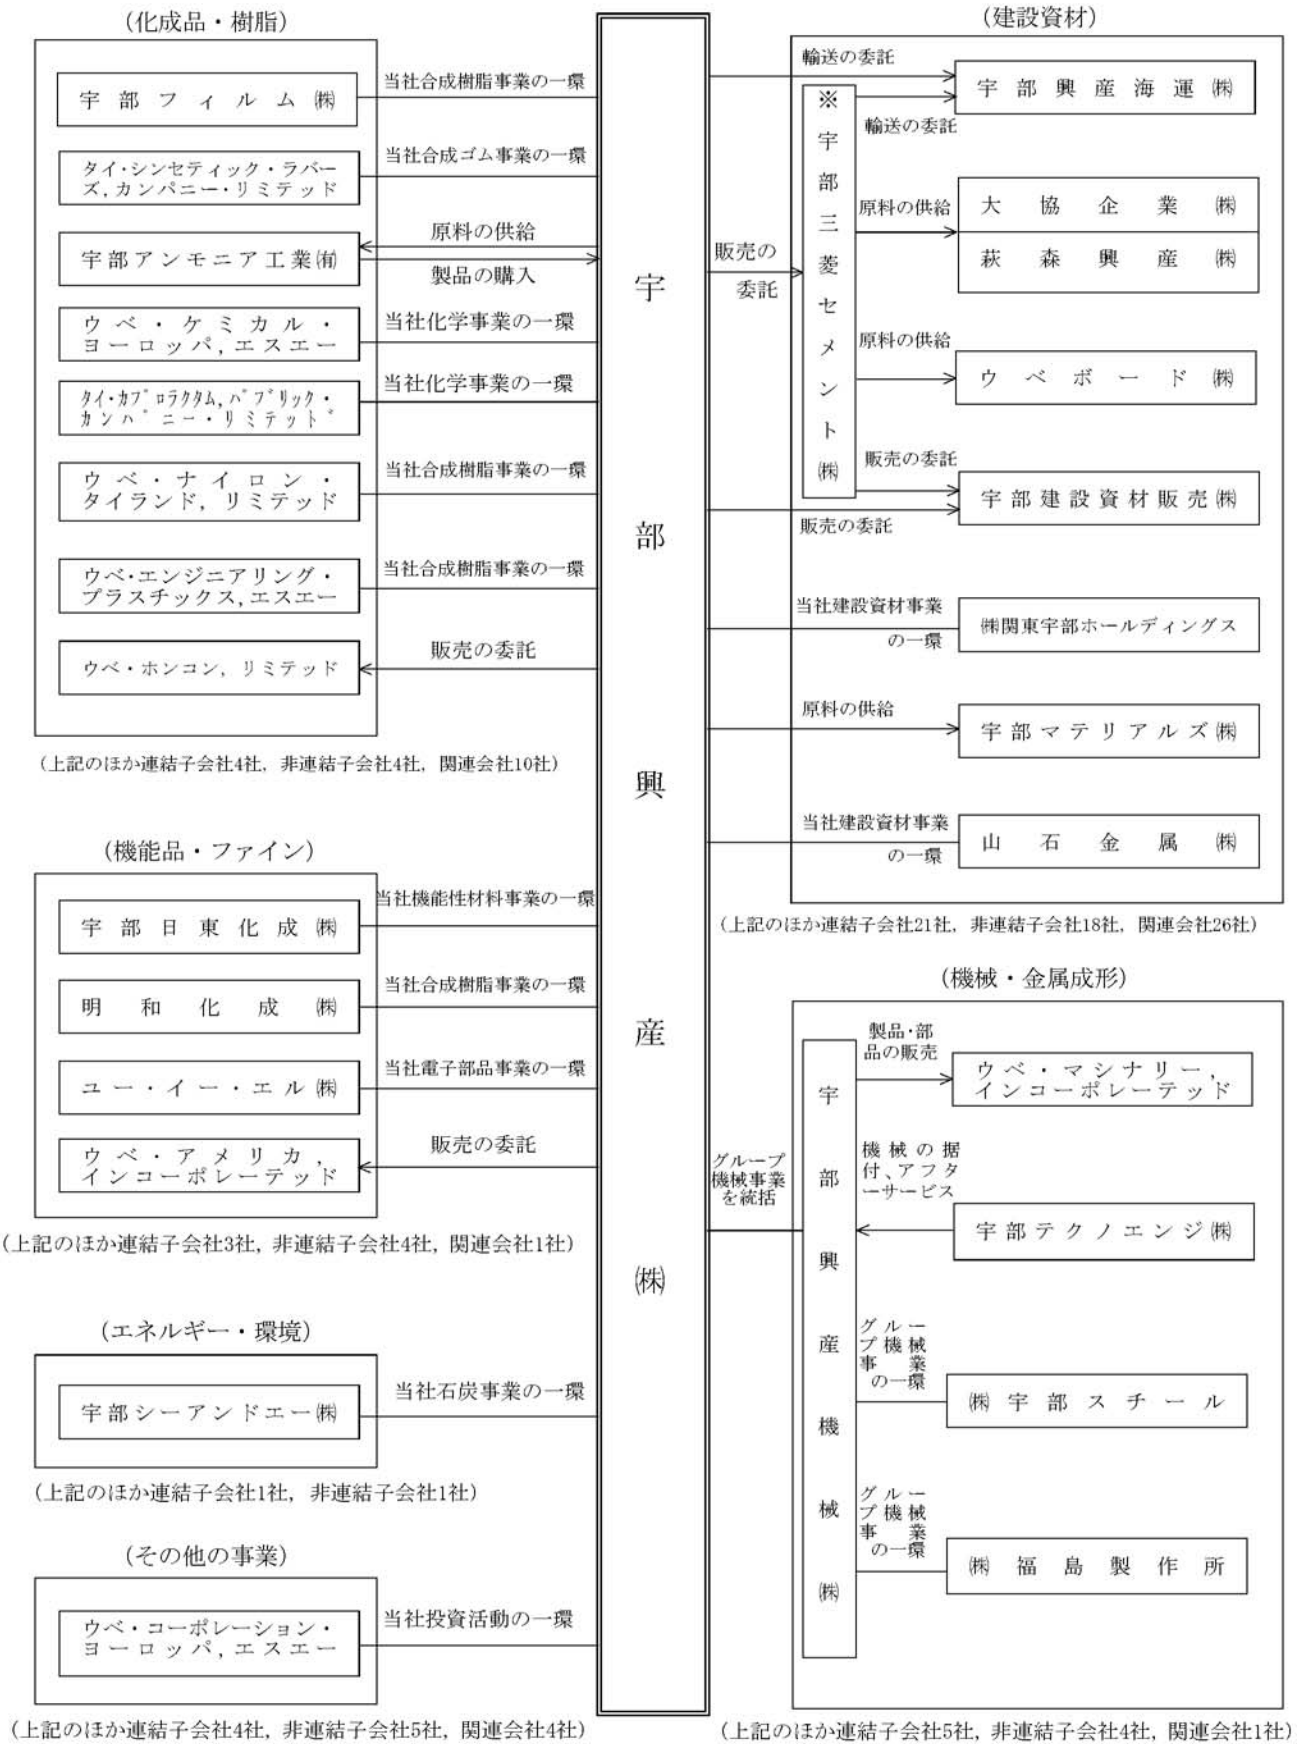 (化成品・樹脂)
宇部フィルム㈱
当社合成樹脂事業の一環
タイ・シンセティック・ラバー
ズ,カンパニー・リミテッド
当社合成ゴム事業の一環
宇部アンモニア工業㈲
原料の供給
製品の購入
ウベ・ケミカル・
ヨーロッパ,エスエー
当社化学事業の一環
タイ・カプロラクタム,パブリック・
カンパニー・リミテッド
当社化学事業の一環
ウベ・ナイロン・
タイランド, リミテッド
当社合成樹脂事業の一環
ウベ・エンジニアリング・
プラスチックス,エスエー
当社合成樹脂事業の一環
ウベ・ホンコン, リミテッド
販売の委託
(上記のほか連結子会社4社, 非連結子会社4社, 関連会社10社)
(機能品・ファイン)
宇部日東化成㈱
当社機能性材料事業の一環
明和化成㈱
当社合成樹脂事業の一環
ユー・イー・エル㈱
当社電子部品事業の一環
ウベ・アメリカ,
インコーポレーテッド
販売の委託
(上記のほか連結子会社3社, 非連結子会社4社, 関連会社1社)
(エネルギー・環境)
宇部シーアンドエー㈱
当社石炭事業の一環
(上記のほか連結子会社1社, 非連結子会社1社)
(その他の事業)
ウベ・コーポレーション・
ヨーロッパ,エスエー
当社投資活動の一環
(上記のほか連結子会社4社, 非連結子会社5社, 関連会社4社)
宇部興産㈱
(建設資材)
輸送の委託
宇部興産海運㈱
輸送の委託
販売の
委託
※宇部三菱セメント㈱
原料の供給
大協企業㈱
萩森興産㈱
原料の供給
ウベボード㈱
販売の委託
宇部建設資材販売㈱
販売の委託
当社建設資材事業
の一環
㈱関東宇部ホールディングス
原料の供給
宇部マテリアルズ㈱
当社建設資材事業
の一環
山石金属㈱
(上記のほか連結子会社21社, 非連結子会社18社, 関連会社26社)
(機械・金属成形)
グループ
機械事業
を統括
宇部興産機械㈱
製品・部
品の販売
ウベ・マシナリー,
インコーポレーテッド
機械の据
付、アフタ
ーサービス
宇部テクノエンジ㈱
グルー
プ機械
事業
の一環
㈱宇部スチール
グルー
プ機械
事業
の一環
㈱福島製作所
(上記のほか連結子会社5社, 非連結子会社4社, 関連会社1社)